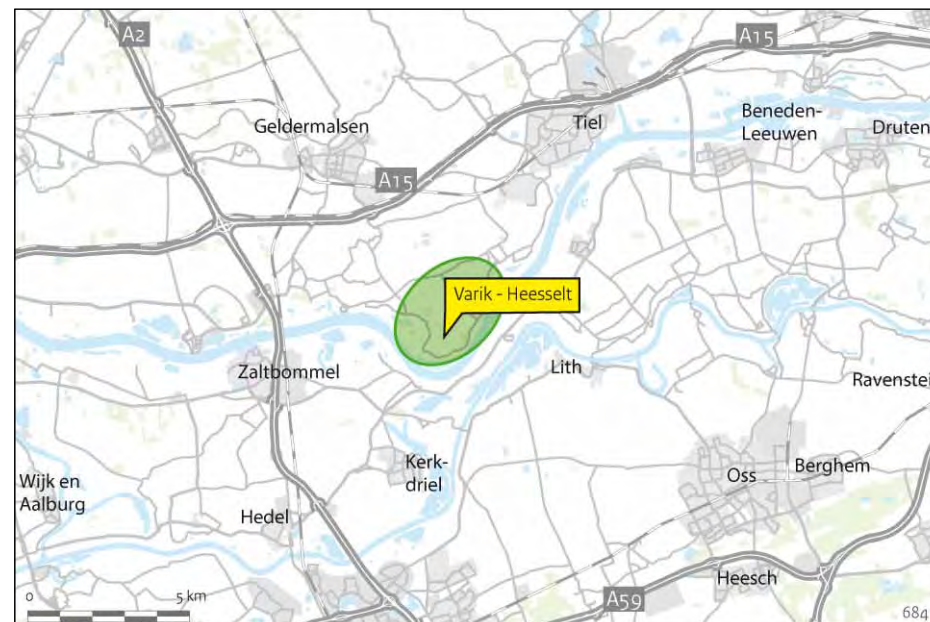 A2
A15
Geldermalsen
Tiel
Beneden-
Leeuwen
Druten
A15
Varik - Heesselt
Zaltbommel
Lith
Ravenstei
Kerk-
driel
Wijk en
Aalburg
Oss
Berghem
Hedel
Heesch
A59
0
5 km
684